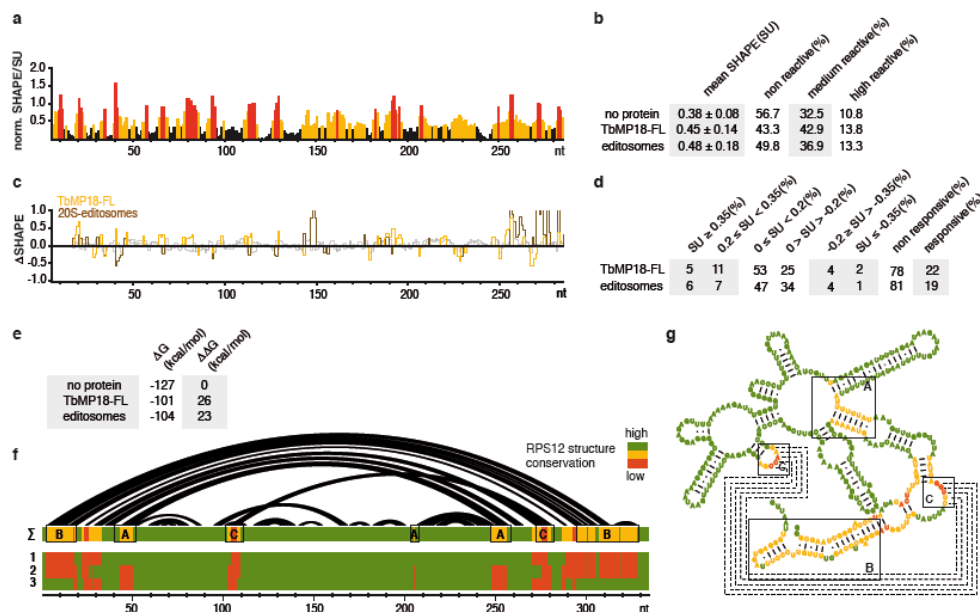 a
norm. SHAPE/SU
2.0
1.5
1.0
0.5
50 100 150 200 250 nt
b
mean SHAPE (SU) non reactive (%) medium reactive (%) high reactive (%)
no protein 0.38 ± 0.08 56.7 32.5 10.8
TbMP18-FL 0.45 ± 0.14 43.3 42.9 13.8
editosomes 0.48 ± 0.18 49.8 36.9 13.3
c
TbMP18-FL
20S-editosomes
ΔSHAPE
1.0
0.5
0.0
-0.5
-1.0
50 100 150 200 250 nt
d
SU ≥ 0.35 (%) 0.2 ≤ SU < 0.35 (%) 0 ≤ SU < 0.2 (%) 0 > SU > -0.2 (%) -0.2 ≥ SU > -0.35 (%) SU ≤ -0.35 (%) non responsive (%) responsive (%)
TbMP18-FL 5 11 53 25 4 2 78 22
editosomes 6 7 47 34 4 1 81 19
e
ΔG (kcal/mol) ΔΔG (kcal/mol)
no protein -127 0
TbMP18-FL -101 26
editosomes -104 23
f
RPS12 structure
conservation
high
low
Σ B A C A A C B
1
2
3
50 100 150 200 250 300 nt
g
A
C
C
B